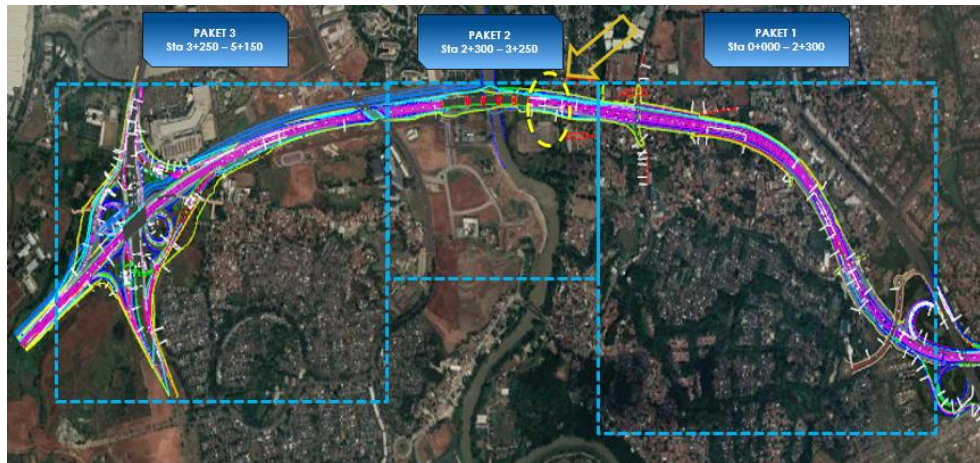 PAKET 3
Sta 3+250 – 5+150
PAKET 2
Sta 2+300 – 3+250
PAKET 1
Sta 0+000 – 2+300